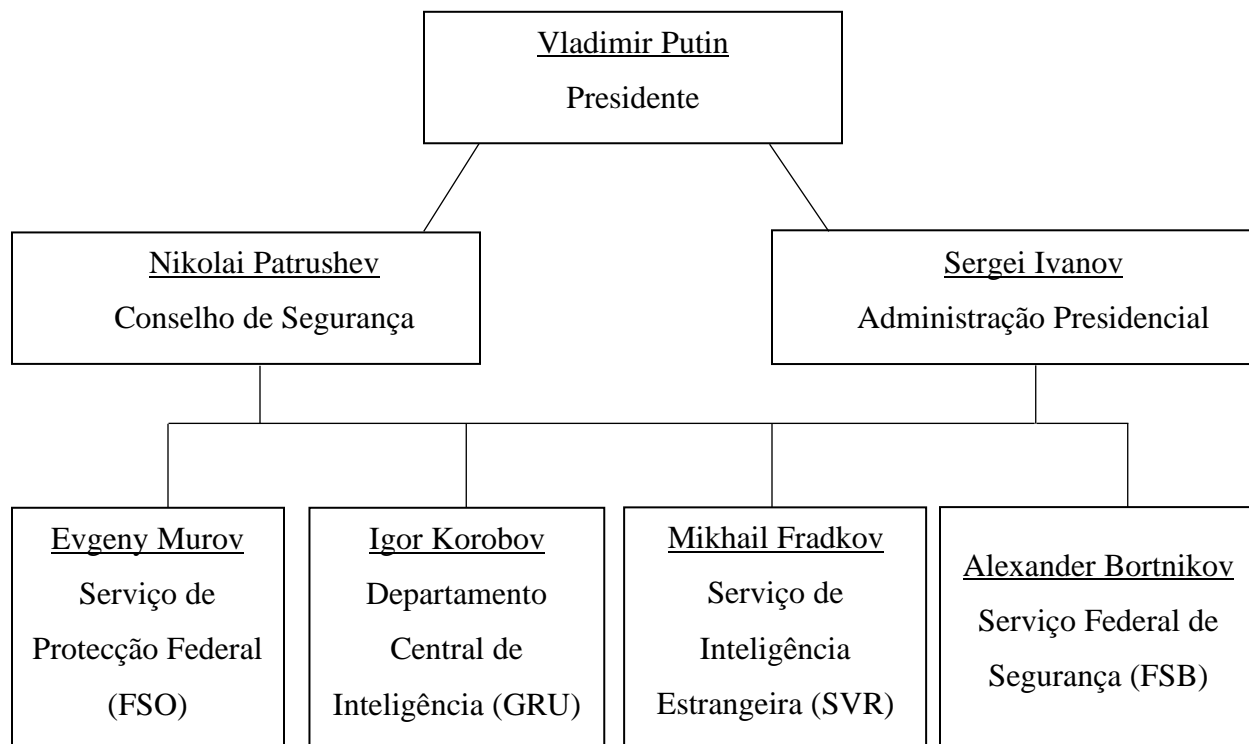 Vladimir Putin
Presidente
Nikolai Patrushev
Conselho de Segurança
Sergei Ivanov
Administração Presidencial
Evgeny Murov
Serviço de
Protecção Federal
(FSO)
Igor Korobov
Departamento
Central de
Inteligência (GRU)
Mikhail Fradkov
Serviço de
Inteligência
Estrangeira (SVR)
Alexander Bortnikov
Serviço Federal de
Segurança (FSB)